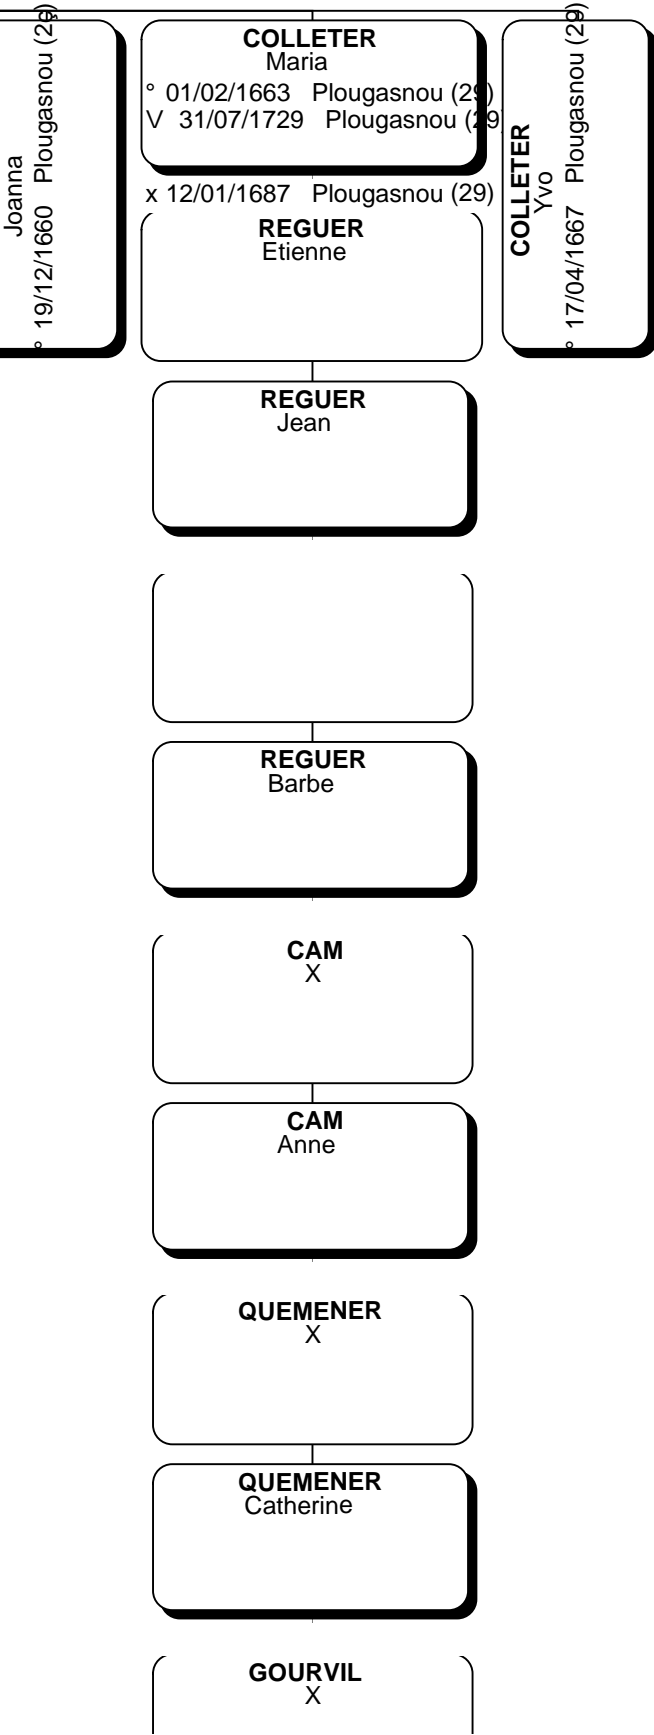 Joanna
° 19/12/1660 Plougasnou (29)
COLLETER
Maria
° 01/02/1663 Plougasnou (29)
V 31/07/1729 Plougasnou (29)
x 12/01/1687 Plougasnou (29)
REGUER
Etienne
COLLETER
Yvo
° 17/04/1667 Plougasnou (29)
REGUER
Jean
REGUER
Barbe
CAM
X
CAM
Anne
QUEMENER
X
QUEMENER
Catherine
GOURVIL
X